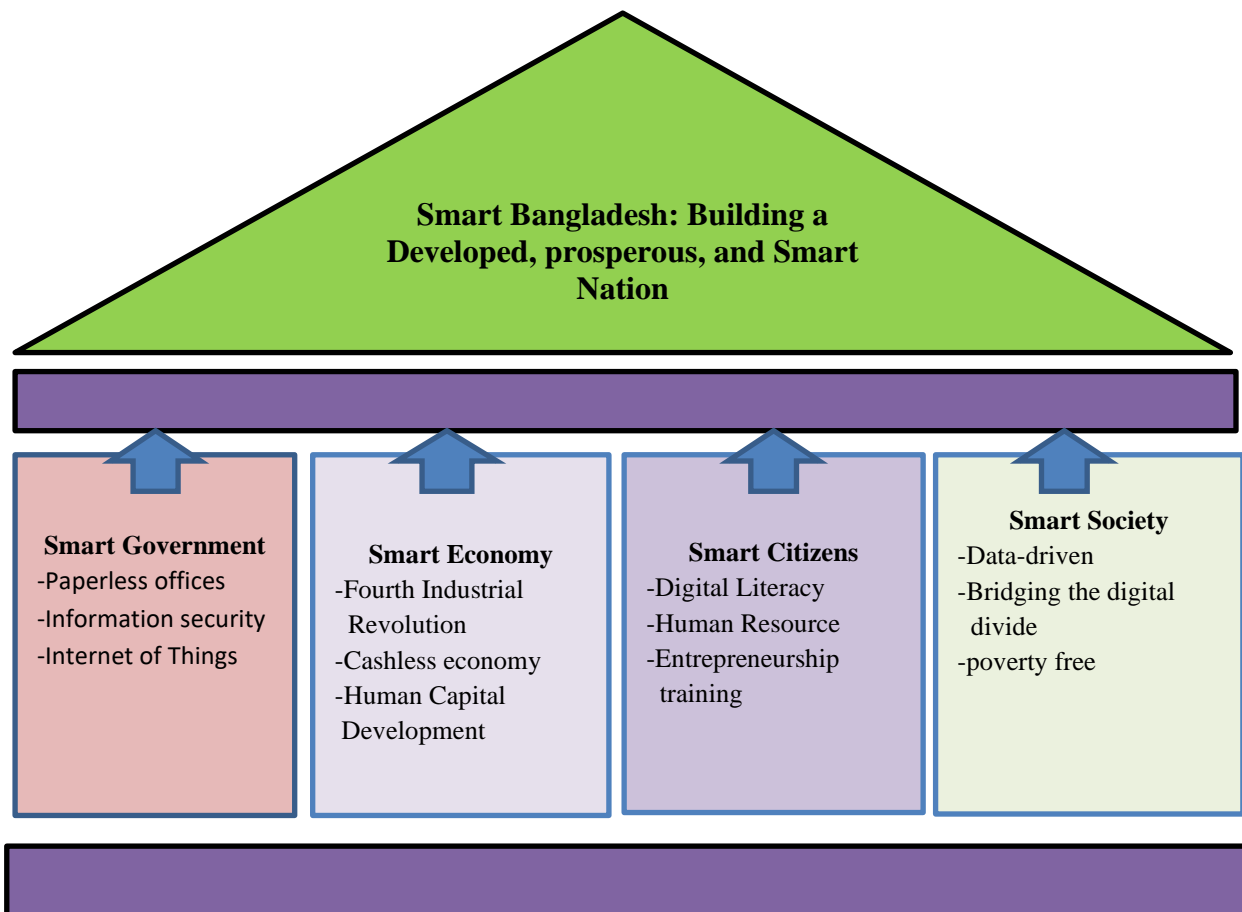 Smart Bangladesh: Building a
Developed, prosperous, and Smart
Nation
Smart Government
-Paperless offices
-Information security
-Internet of Things
Smart Economy
-Fourth Industrial
Revolution
-Cashless economy
-Human Capital
Development
Smart Citizens
-Digital Literacy
-Human Resource
-Entrepreneurship
training
Smart Society
-Data-driven
-Bridging the digital
divide
-poverty free